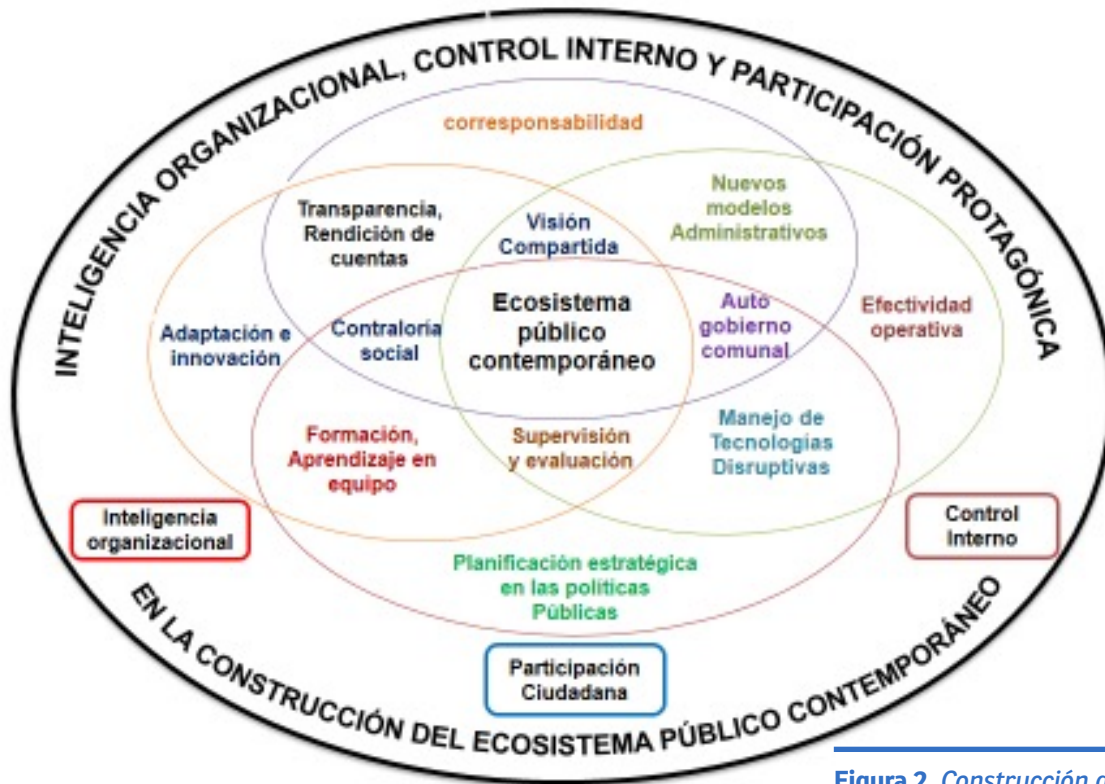 INTELIGENCIA ORGANIZACIONAL, CONTROL INTERNO Y PARTICIPACIÓN PROTAGÓNICA
corresponsabilidad
Transparencia,
Rendición de
cuentas
Visión
Compartida
Nuevos
modelos
Administrativos
Adaptación e
innovación
Contraloría
social
Ecosistema
público
contemporáneo
Auto
gobierno
comunal
Efectividad
operativa
Formación,
Aprendizaje en
equipo
Supervisión
y evaluación
Manejo de
Tecnologías
Disruptivas
Inteligencia
organizacional
Control
Interno
Planificación estratégica
en las políticas
Públicas
Participación
Ciudadana
EN LA CONSTRUCCIÓN DEL ECOSISTEMA PÚBLICO CONTEMPORÁNEO
Figura 2. Construcción